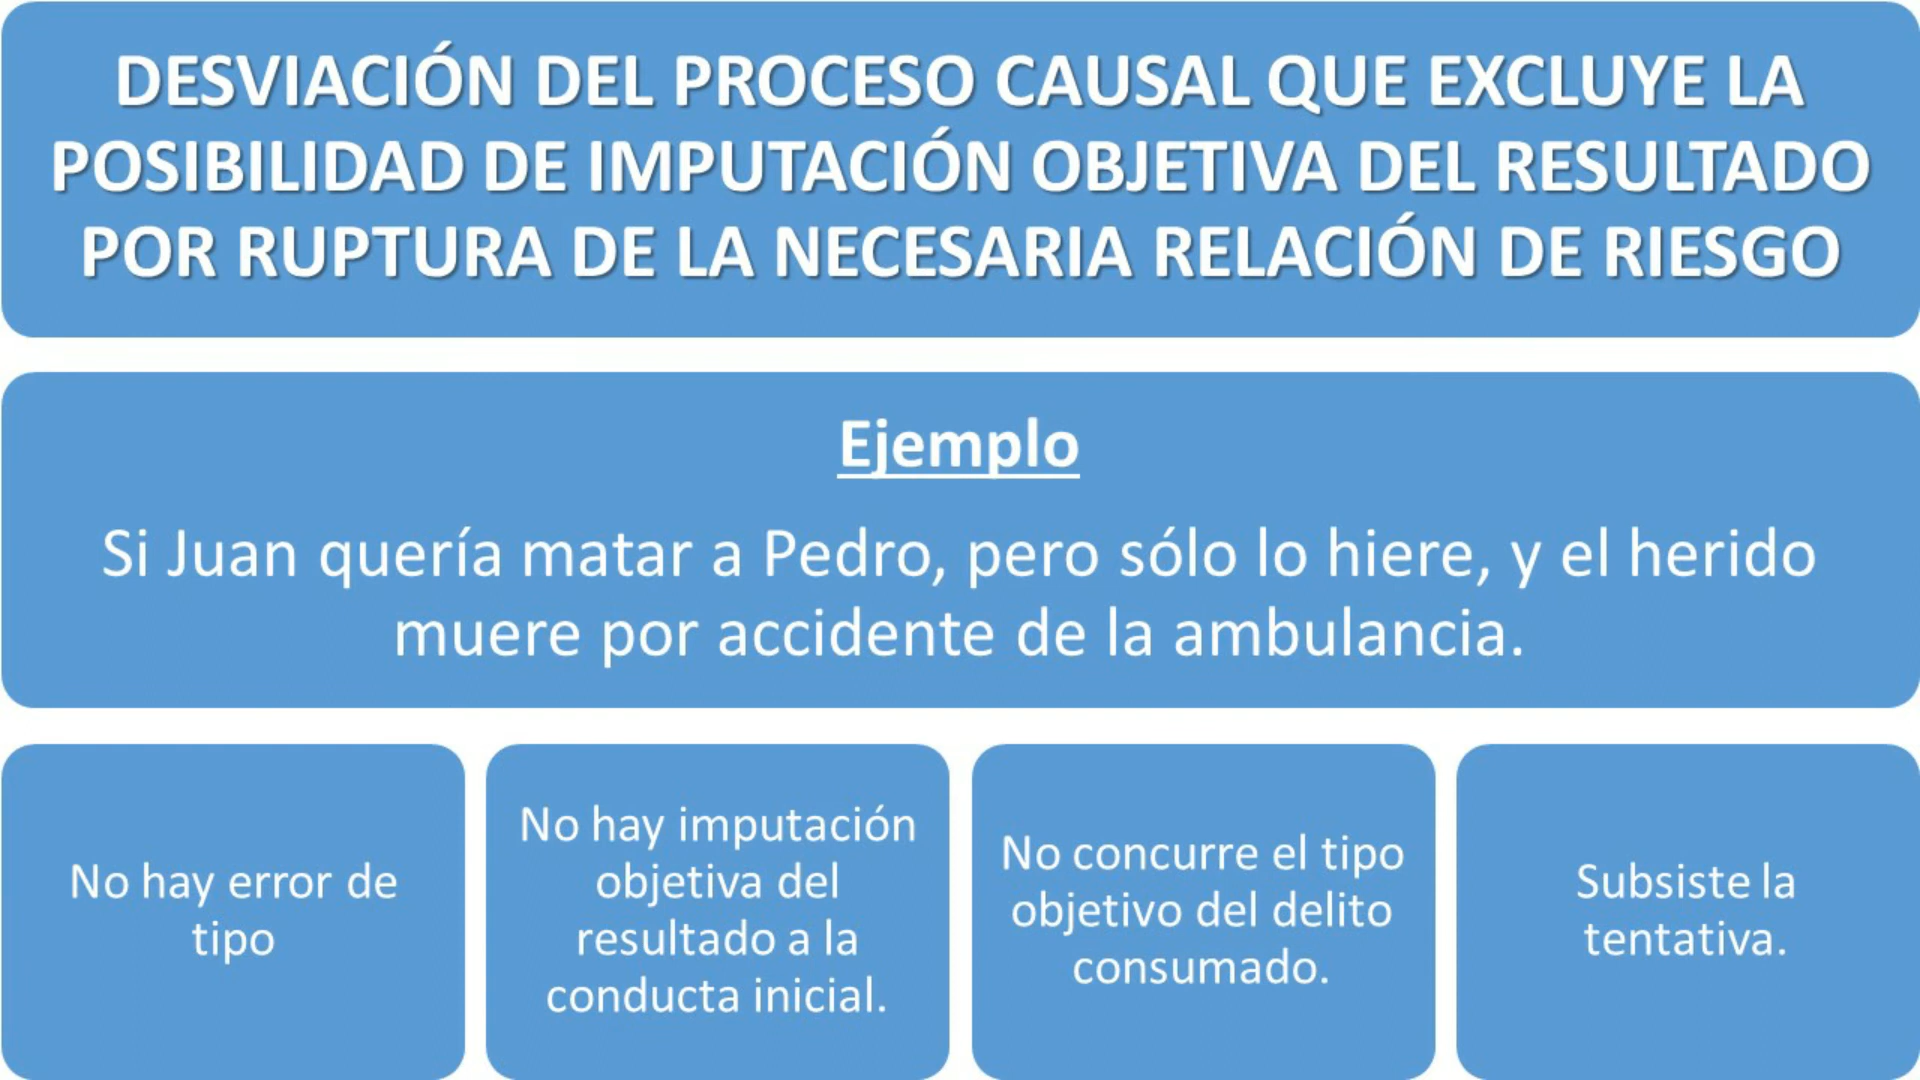 DESVIACIÓN DEL PROCESO CAUSAL QUE EXCLUYE LA
POSIBILIDAD DE IMPUTACIÓN OBJETIVA DEL RESULTADO
POR RUPTURA DE LA NECESARIA RELACIÓN DE RIESGO
Ejemplo
Si Juan quería matar a Pedro, pero sólo lo hiere, y el herido
muere por accidente de la ambulancia.
No hay error de
tipo
No hay imputación
objetiva del
resultado a la
conducta inicial.
No concurre el tipo
objetivo del delito
consumado.
Subsiste la
tentativa.